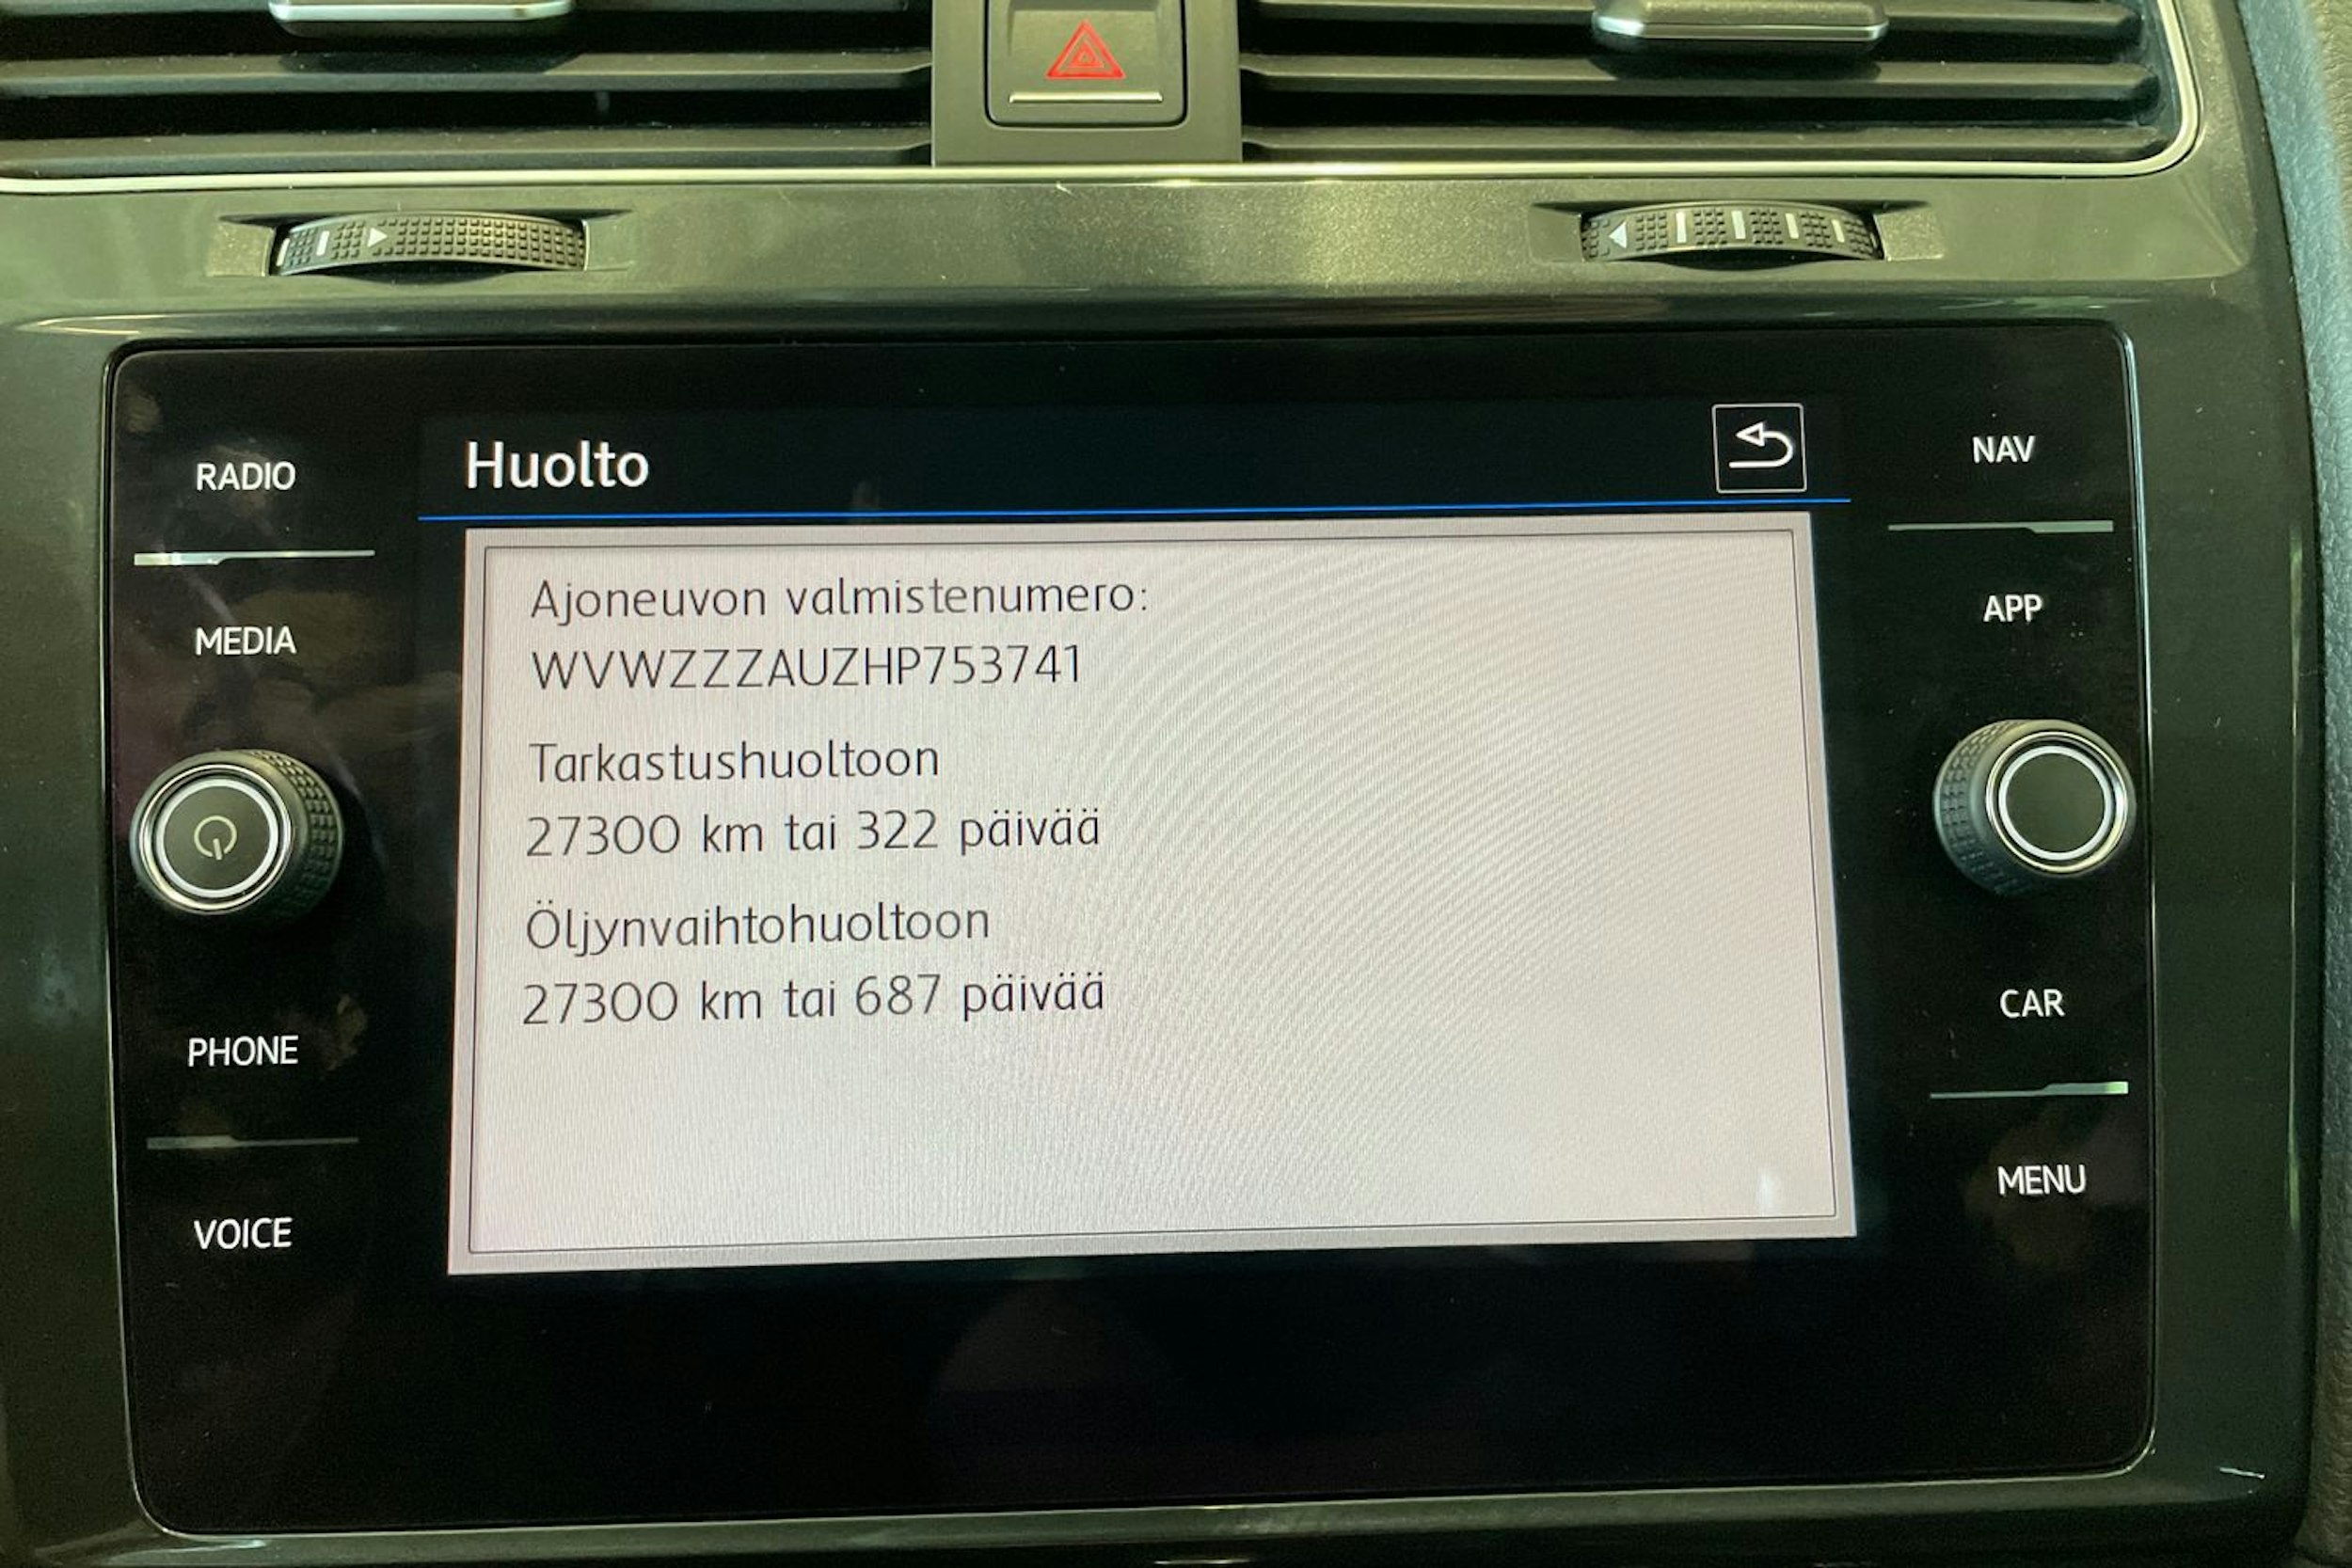 Huolto
RADIO
MEDIA
PHONE
VOICE
Ajoneuvon valmistenumero:
WVWZZZAUZHP753741
Tarkastushuoltoon
27300 km tai 322 päivää
Öljynvaihtohuoltoon
27300 km tai 687 päivää
NAV
APP
CAR
MENU